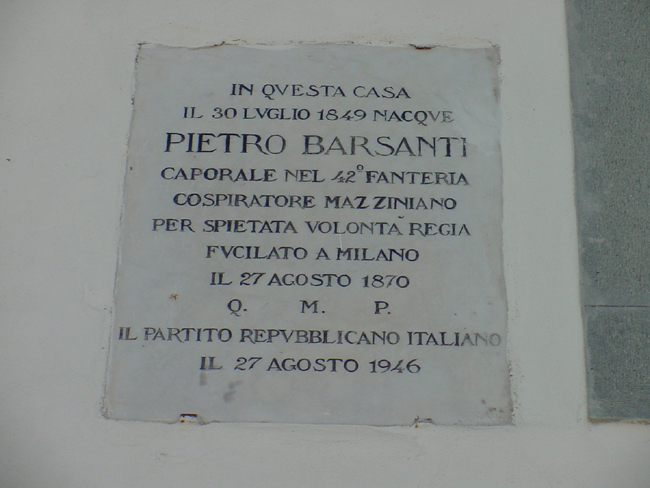 IN QVESTA CASA
IL 30 LVGLIO 1849 NACQVE
PIETRO BARSANTI
CAPORALE NEL 42° FANTERIA
COSPIRATORE MAZZINIANO
PER SPIETATA VOLONTÀ REGIA
FVCILATO A MILANO
IL 27 AGOSTO 1870
Q. M. P.
IL PARTITO REPVBBLICANO ITALIANO
IL 27 AGOSTO 1946